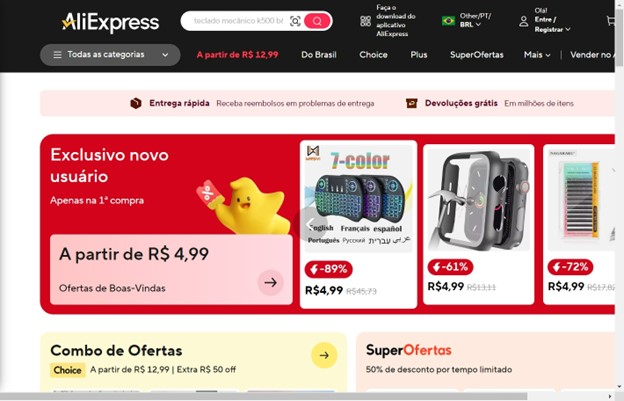 AliExpress
teclado mecânico k500 br
Faça o
download do
aplicativo
AliExpress
Other/PT/
BRL
Olá!
Entre /
Registrar
Todas as categorias
A partir de R$ 12,99
Do Brasil
Choice
Plus
SuperOfertas
Mais
Vender no A
Entrega rápida
Receba reembolsos em problemas de entrega
Devoluções grátis
Em milhões de itens
Exclusivo novo
usuário
Apenas na 1ª compra
A partir de R$ 4,99
Ofertas de Boas-Vindas
7-color
English Français español
Português Русский עברית عربي
-89%
R$4,99 R$45,73
-61%
R$4,99 R$13,11
-72%
R$4,99 R$17,82
Combo de Ofertas
Choice A partir de R$ 12,99 | Extra R$ 50 off
SuperOfertas
50% de desconto por tempo limitado